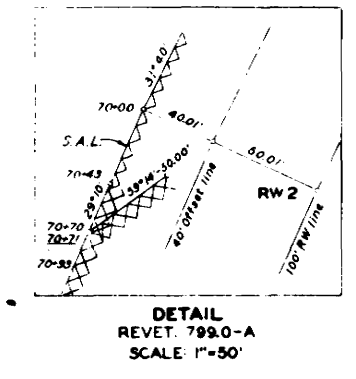 31°40'
70+00
40.01'
S.A.L.
60.01'
70+43
59°14'-50.00'
29°10'
RW 2
70+70
70+71
40' Offset line
100' RW line
70+93
DETAIL
REVET. 799.0-A
SCALE: 1"=50'